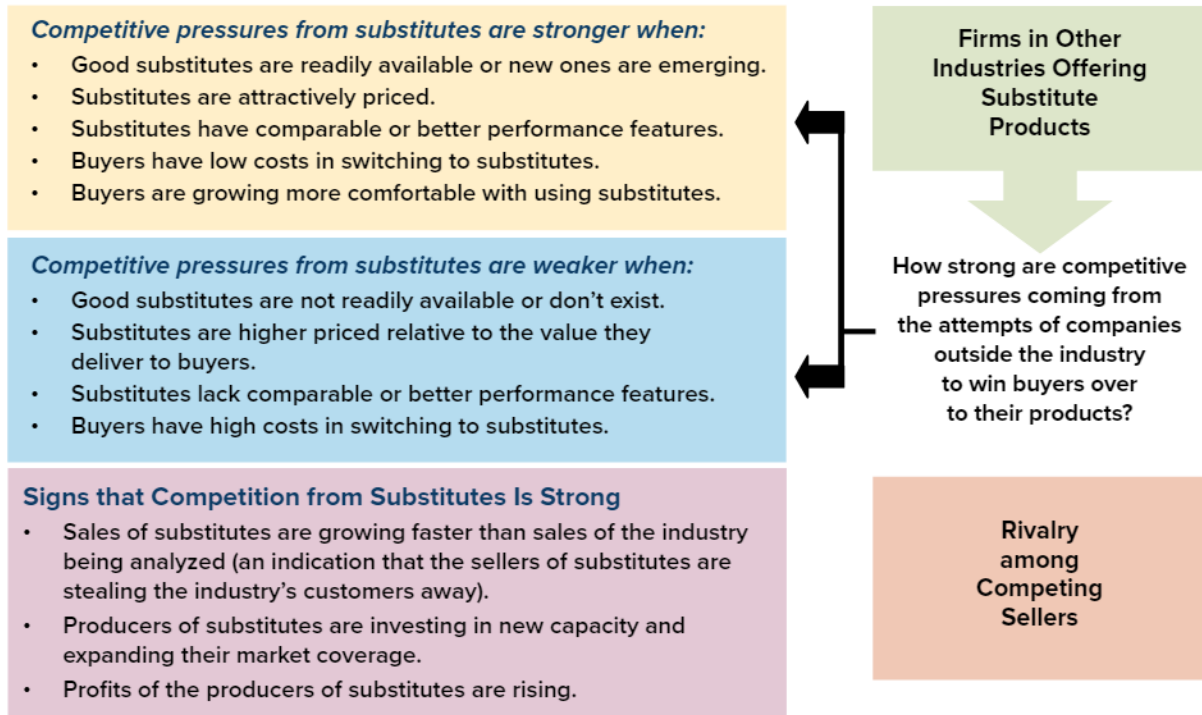 Competitive pressures from substitutes are stronger when:
• Good substitutes are readily available or new ones are emerging.
• Substitutes are attractively priced.
• Substitutes have comparable or better performance features.
• Buyers have low costs in switching to substitutes.
• Buyers are growing more comfortable with using substitutes.
Competitive pressures from substitutes are weaker when:
• Good substitutes are not readily available or don’t exist.
• Substitutes are higher priced relative to the value they
deliver to buyers.
• Substitutes lack comparable or better performance features.
• Buyers have high costs in switching to substitutes.
Signs that Competition from Substitutes Is Strong
• Sales of substitutes are growing faster than sales of the industry
being analyzed (an indication that the sellers of substitutes are
stealing the industry’s customers away).
• Producers of substitutes are investing in new capacity and
expanding their market coverage.
• Profits of the producers of substitutes are rising.
Firms in Other
Industries Offering
Substitute
Products
How strong are competitive
pressures coming from
the attempts of companies
outside the industry
to win buyers over
to their products?
Rivalry
among
Competing
Sellers